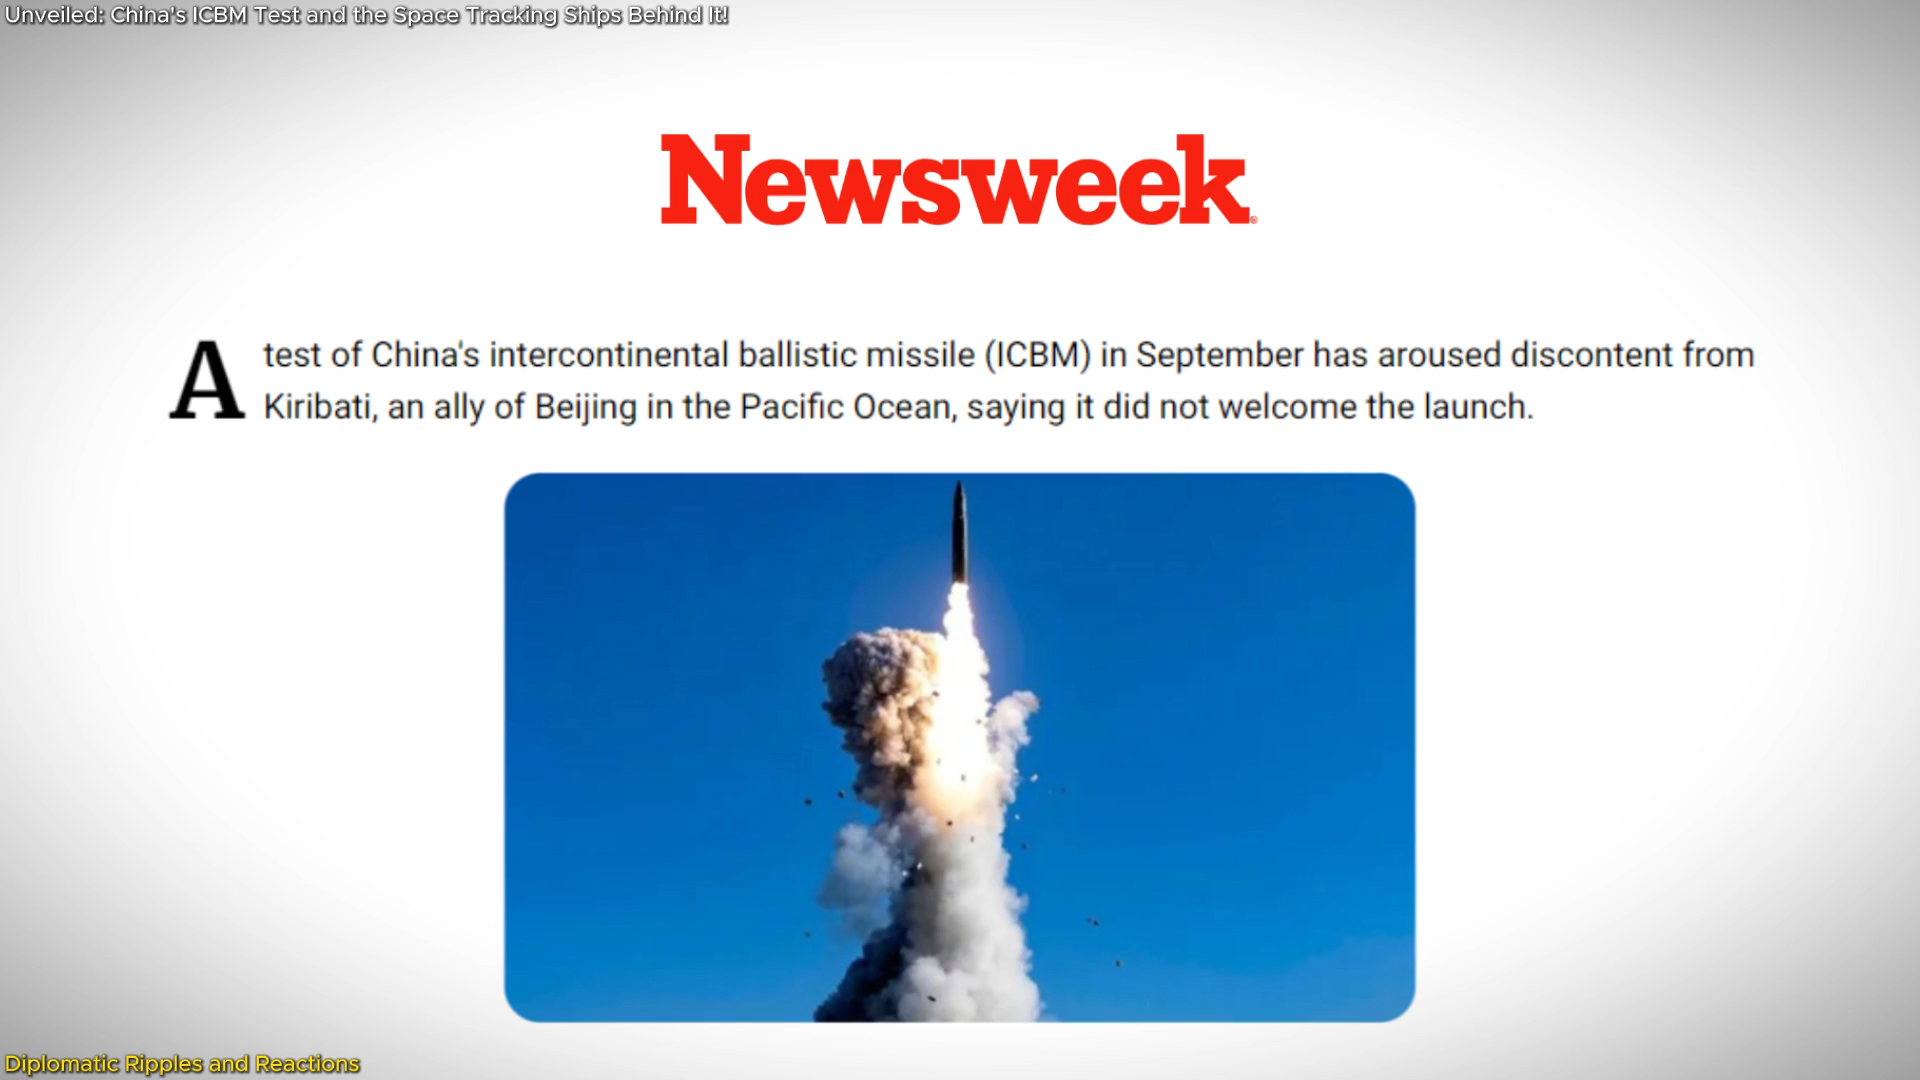 Unveiled: China's ICBM Test and the Space Tracking Ships Behind It!
Newsweek
A test of China's intercontinental ballistic missile (ICBM) in September has aroused discontent from
Kiribati, an ally of Beijing in the Pacific Ocean, saying it did not welcome the launch.
Diplomatic Ripples and Reactions